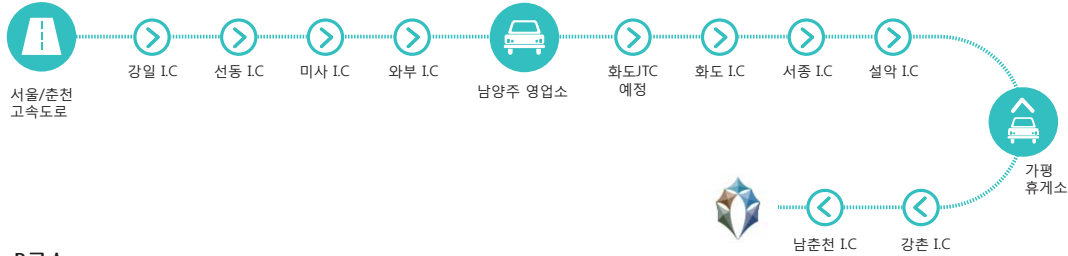 서울/춘천
고속도로
강일 I.C
선동 I.C
미사 I.C
와부 I.C
남양주 영업소
화도JTC
예정
화도 I.C
서종 I.C
설악 I.C
가평
휴게소
강촌 I.C
남춘천 I.C